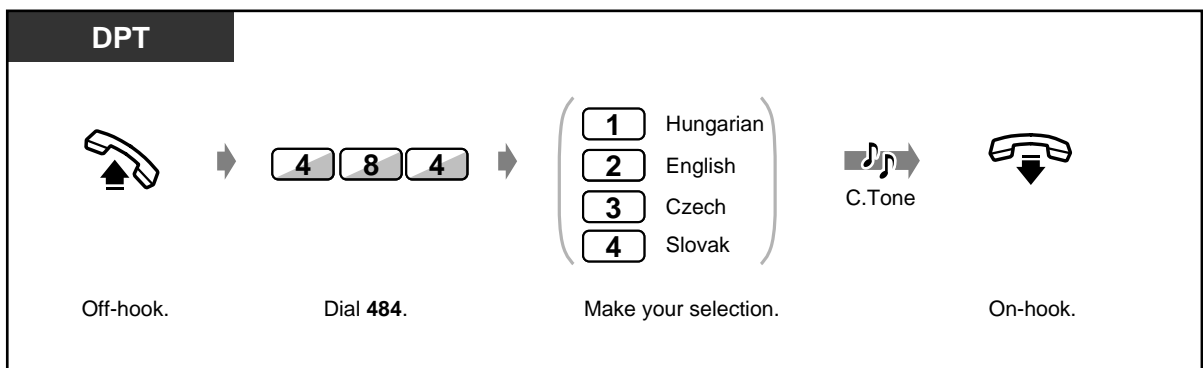 DPT
4 8 4
1 Hungarian
2 English
3 Czech
4 Slovak
C.Tone
Off-hook.
Dial 484.
Make your selection.
On-hook.